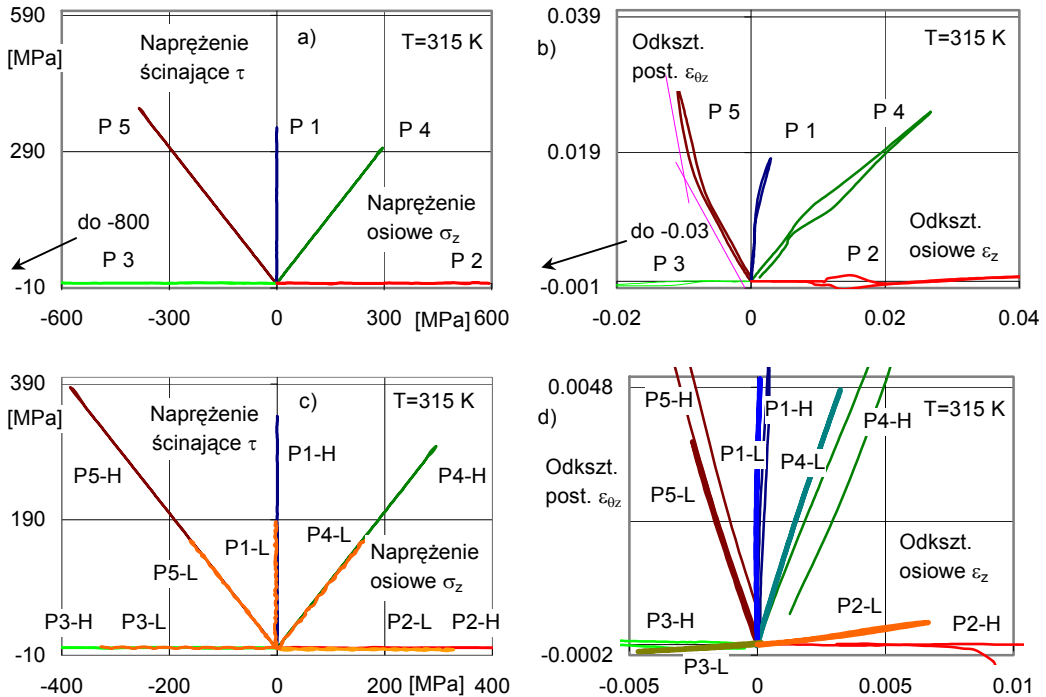 590
[MPa]
Naprężenie
ścinające τ
a)
T=315 K
P 5
P 1
P 4
290
do -800
Naprężenie
osiowe σz
P 3
P 2
-10
-600
-300
0
300
[MPa]
600
0.039
b)
Odkszt.
post. εθz
T=315 K
P 5
P 4
P 1
0.019
do -0.03
Odkszt.
osiowe εz
P 3
P 2
-0.001
-0.02
0
0.02
0.04
390
[MPa]
Naprężenie
ścinające τ
c)
T=315 K
P5-H
P1-H
P4-H
190
P1-L
P4-L
P5-L
Naprężenie
osiowe σz
P3-H
P3-L
P2-L
P2-H
-10
-400
-200
0
200
[MPa]
400
0.0048
d)
P5-H
P1-H
T=315 K
P4-H
Odkszt.
post. εθz
P1-L
P4-L
P5-L
Odkszt.
osiowe εz
P3-H
P2-L
P2-H
-0.0002
P3-L
-0.005
0
0.005
0.01